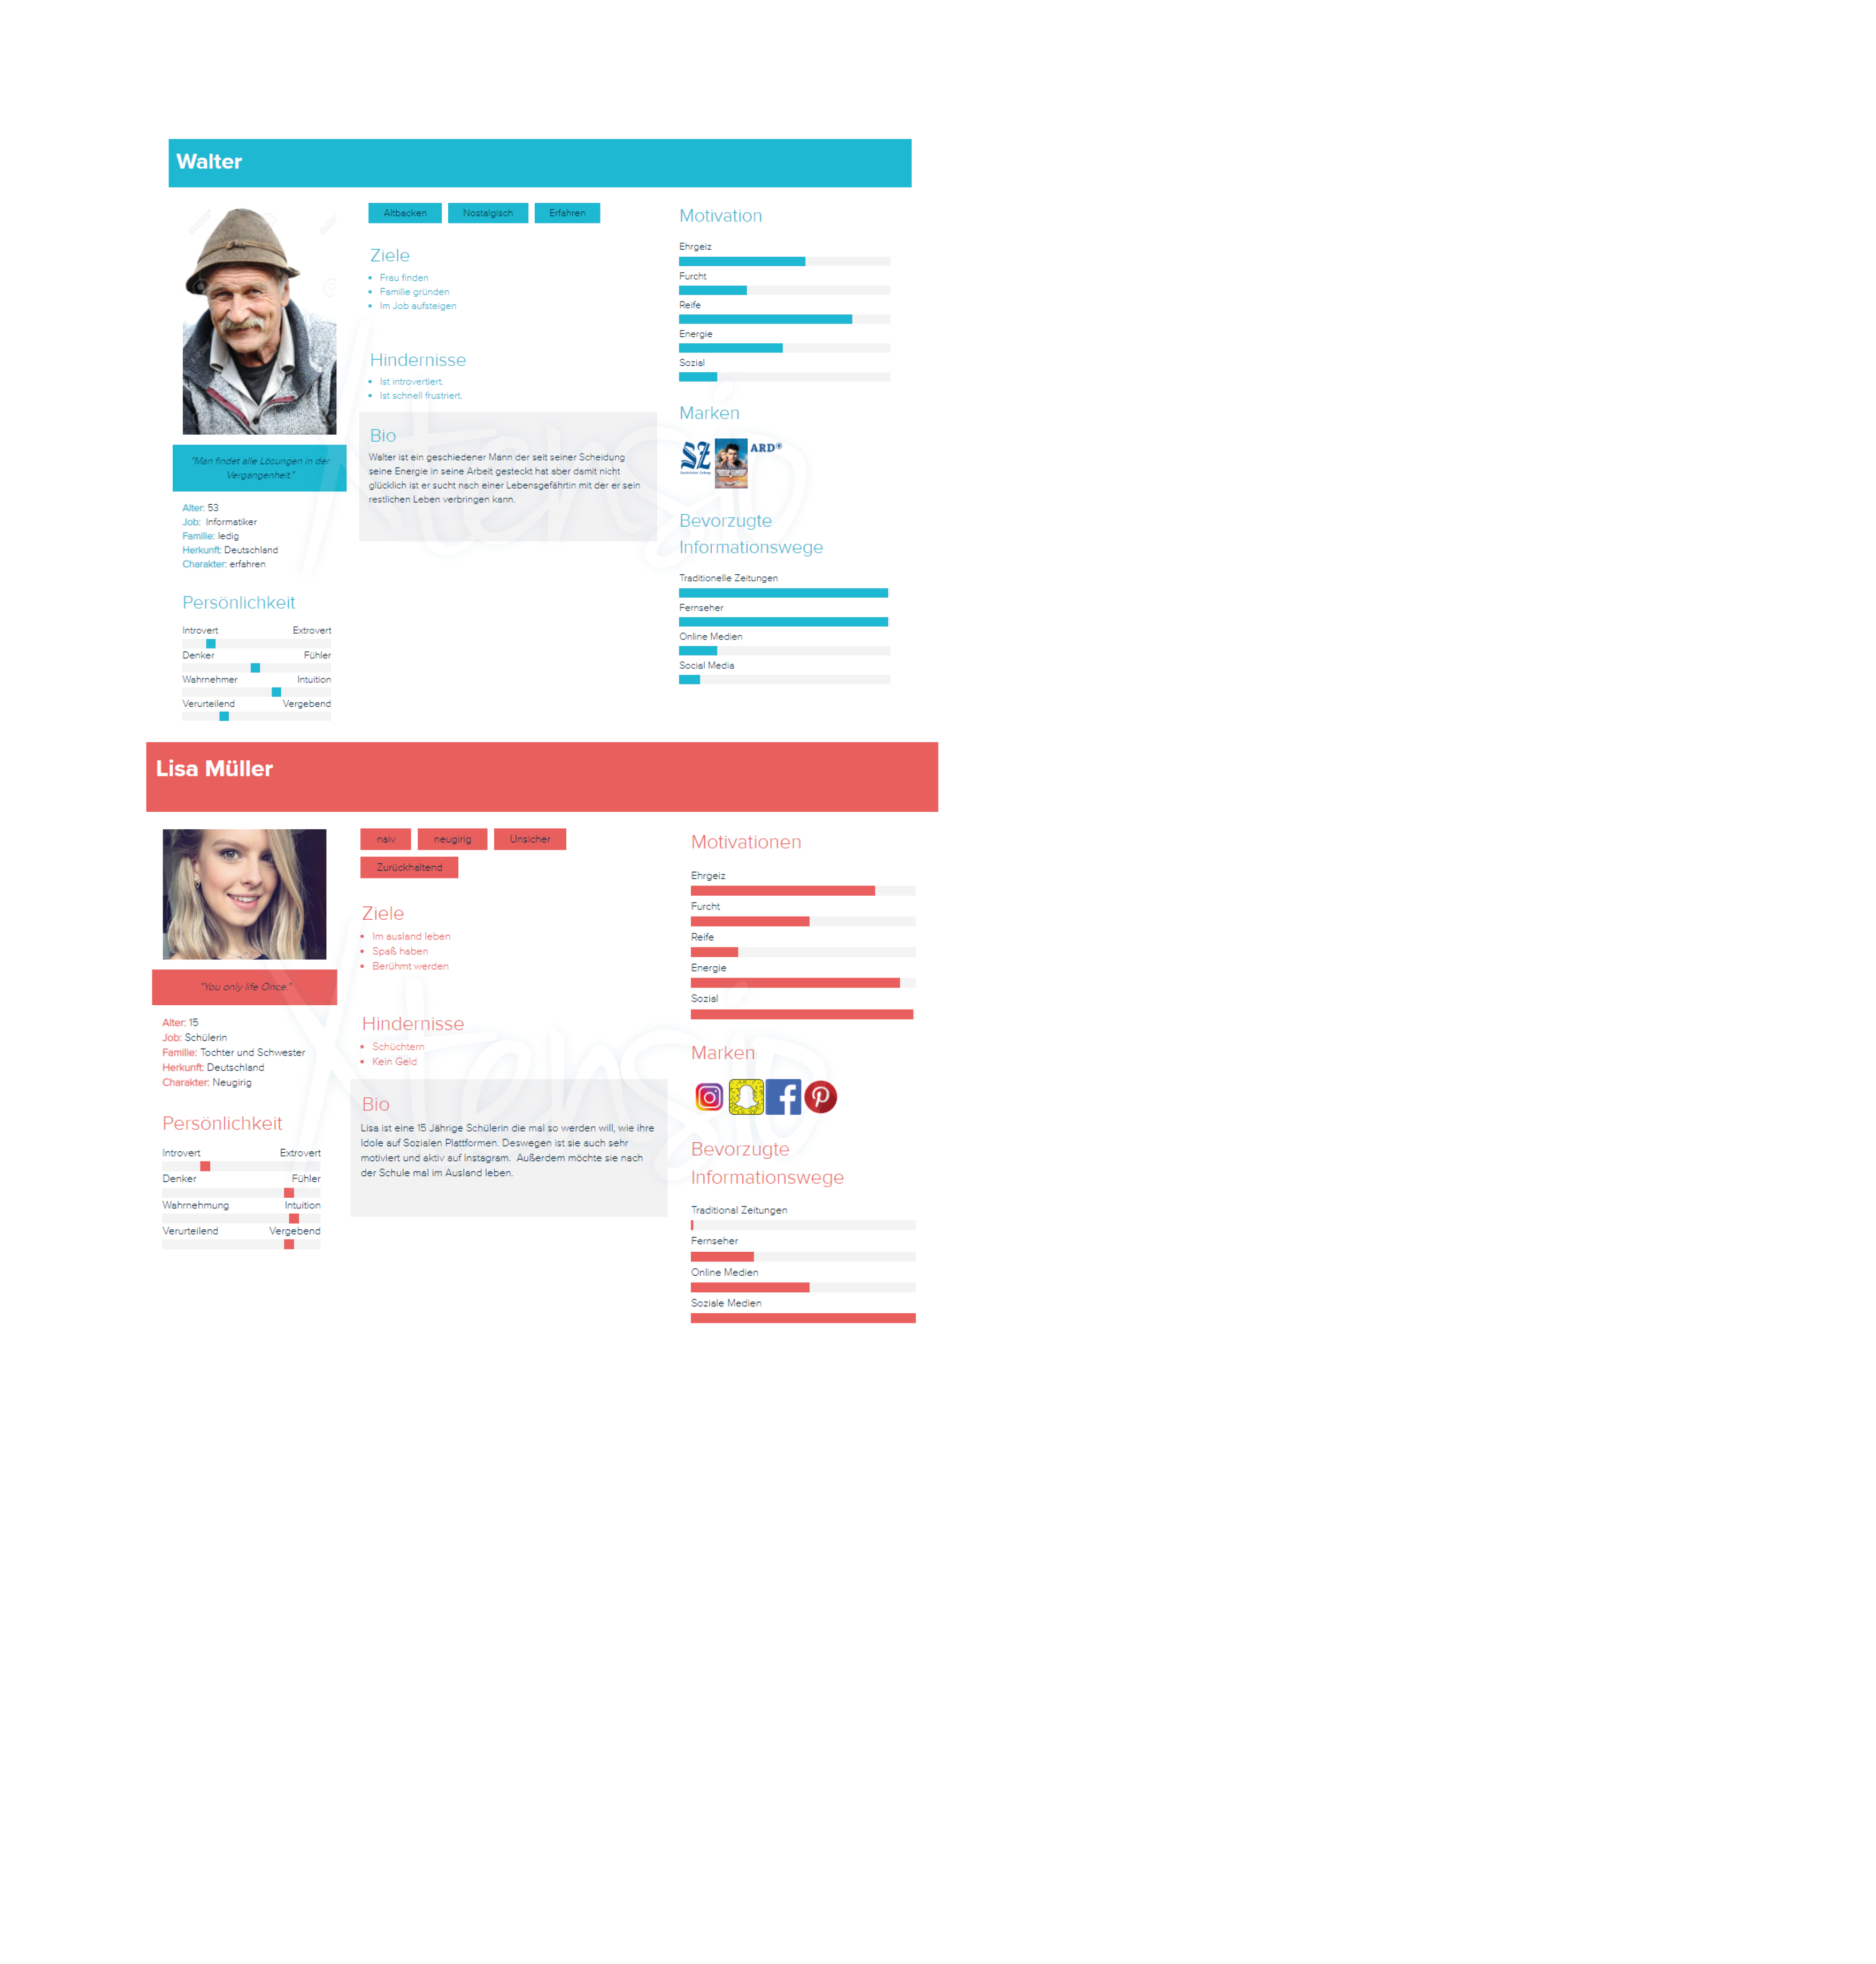 Walter
Altbacken Nostalgisch Erfahren
Ziele
Frau finden
Familie gründen
Im Job aufsteigen
Hindernisse
Ist introvertiert.
Ist schnell frustriert.
Bio
Walter ist ein geschiedener Mann der seit seiner Scheidung
seine Energie in seine Arbeit gesteckt hat aber damit nicht
glücklich ist er sucht nach einer Lebensgefährtin mit der er sein
restlichen Leben verbringen kann.
"Man findet alle Lösungen in der
Vergangenheit."
Alter: 53
Job: Informatiker
Familie: ledig
Herkunft: Deutschland
Charakter: erfahren
Persönlichkeit
Introvert Extrovert
Denker Fühler
Wahrnehmer Intuition
Verurteilend Vergebend
Motivation
Ehrgeiz
Furcht
Reife
Energie
Sozial
Marken
SZ
ARD
Bevorzugte
Informationswege
Traditionelle Zeitungen
Fernseher
Online Medien
Social Media
Xtensio
Lisa Müller
naiv neugirig Unsicher
Zurückhaltend
Ziele
Im ausland leben
Spaß haben
Berühmt werden
Hindernisse
Schüchtern
Kein Geld
Bio
Lisa ist eine 15 Jährige Schülerin die mal so werden will, wie ihre
Idole auf Sozialen Plattformen. Deswegen ist sie auch sehr
motiviert und aktiv auf Instagram. Außerdem möchte sie nach
der Schule mal im Ausland leben.
"You only life Once."
Alter: 15
Job: Schülerin
Familie: Tochter und Schwester
Herkunft: Deutschland
Charakter: Neugirig
Persönlichkeit
Introvert Extrovert
Denker Fühler
Wahrnehmung Intuition
Verurteilend Vergebend
Motivationen
Ehrgeiz
Furcht
Reife
Energie
Sozial
Marken
Bevorzugte
Informationswege
Traditional Zeitungen
Fernseher
Online Medien
Soziale Medien
Xtensio